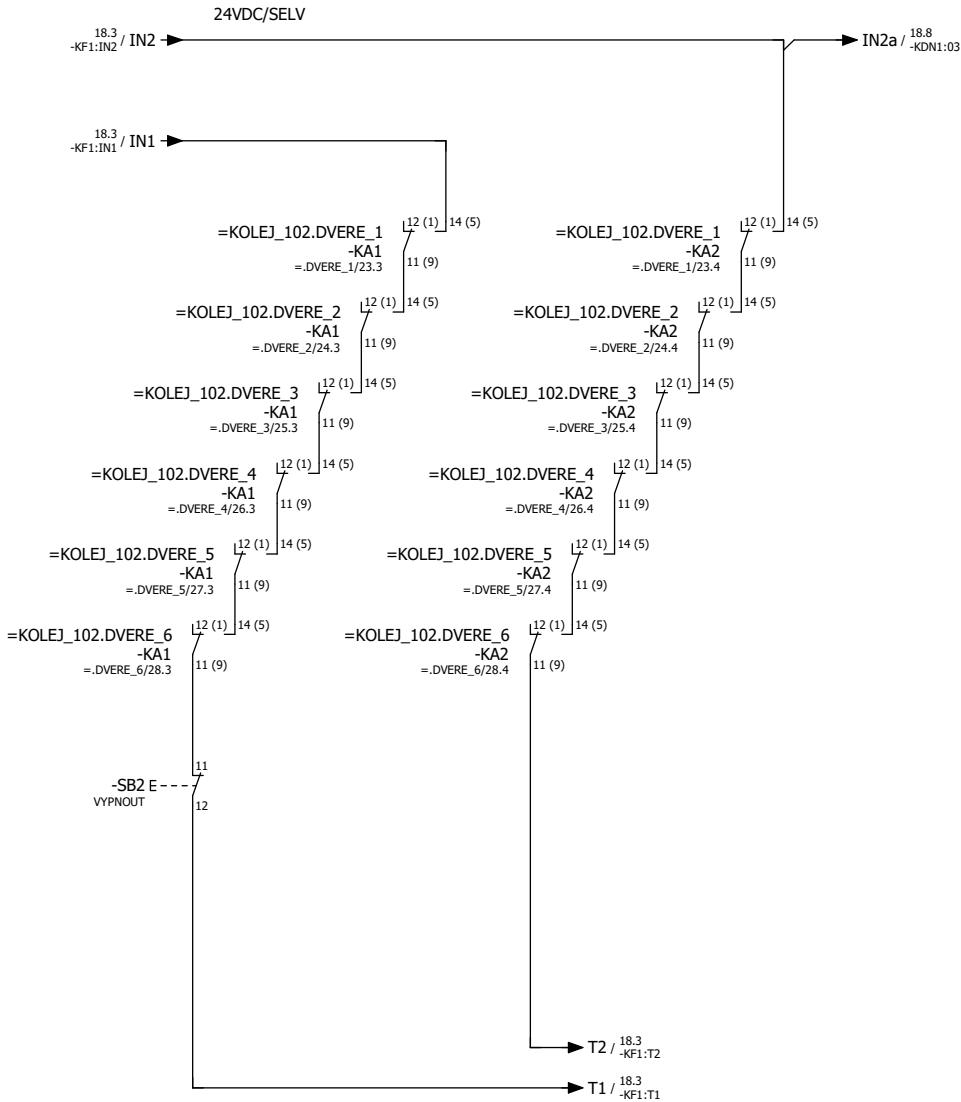 24VDC/SELV
18.3
-KF1:IN2 / IN2
IN2a / 18.8
-KDN1:03
18.3
-KF1:IN1 / IN1
12 (1) 14 (5)
=KOLEJ_102.DVERE_1
-KA1
11 (9)
=.DVERE_1/23.3
12 (1) 14 (5)
=KOLEJ_102.DVERE_1
-KA2
11 (9)
=.DVERE_1/23.4
12 (1) 14 (5)
=KOLEJ_102.DVERE_2
-KA1
11 (9)
=.DVERE_2/24.3
12 (1) 14 (5)
=KOLEJ_102.DVERE_2
-KA2
11 (9)
=.DVERE_2/24.4
12 (1) 14 (5)
=KOLEJ_102.DVERE_3
-KA1
11 (9)
=.DVERE_3/25.3
12 (1) 14 (5)
=KOLEJ_102.DVERE_3
-KA2
11 (9)
=.DVERE_3/25.4
12 (1) 14 (5)
=KOLEJ_102.DVERE_4
-KA1
11 (9)
=.DVERE_4/26.3
12 (1) 14 (5)
=KOLEJ_102.DVERE_4
-KA2
11 (9)
=.DVERE_4/26.4
12 (1) 14 (5)
=KOLEJ_102.DVERE_5
-KA1
11 (9)
=.DVERE_5/27.3
12 (1) 14 (5)
=KOLEJ_102.DVERE_5
-KA2
11 (9)
=.DVERE_5/27.4
12 (1) 14 (5)
=KOLEJ_102.DVERE_6
-KA1
11 (9)
=.DVERE_6/28.3
12 (1) 14 (5)
=KOLEJ_102.DVERE_6
-KA2
11 (9)
=.DVERE_6/28.4
11
-SB2
VYPNOUT
12
T2 / 18.3
-KF1:T2
T1 / 18.3
-KF1:T1